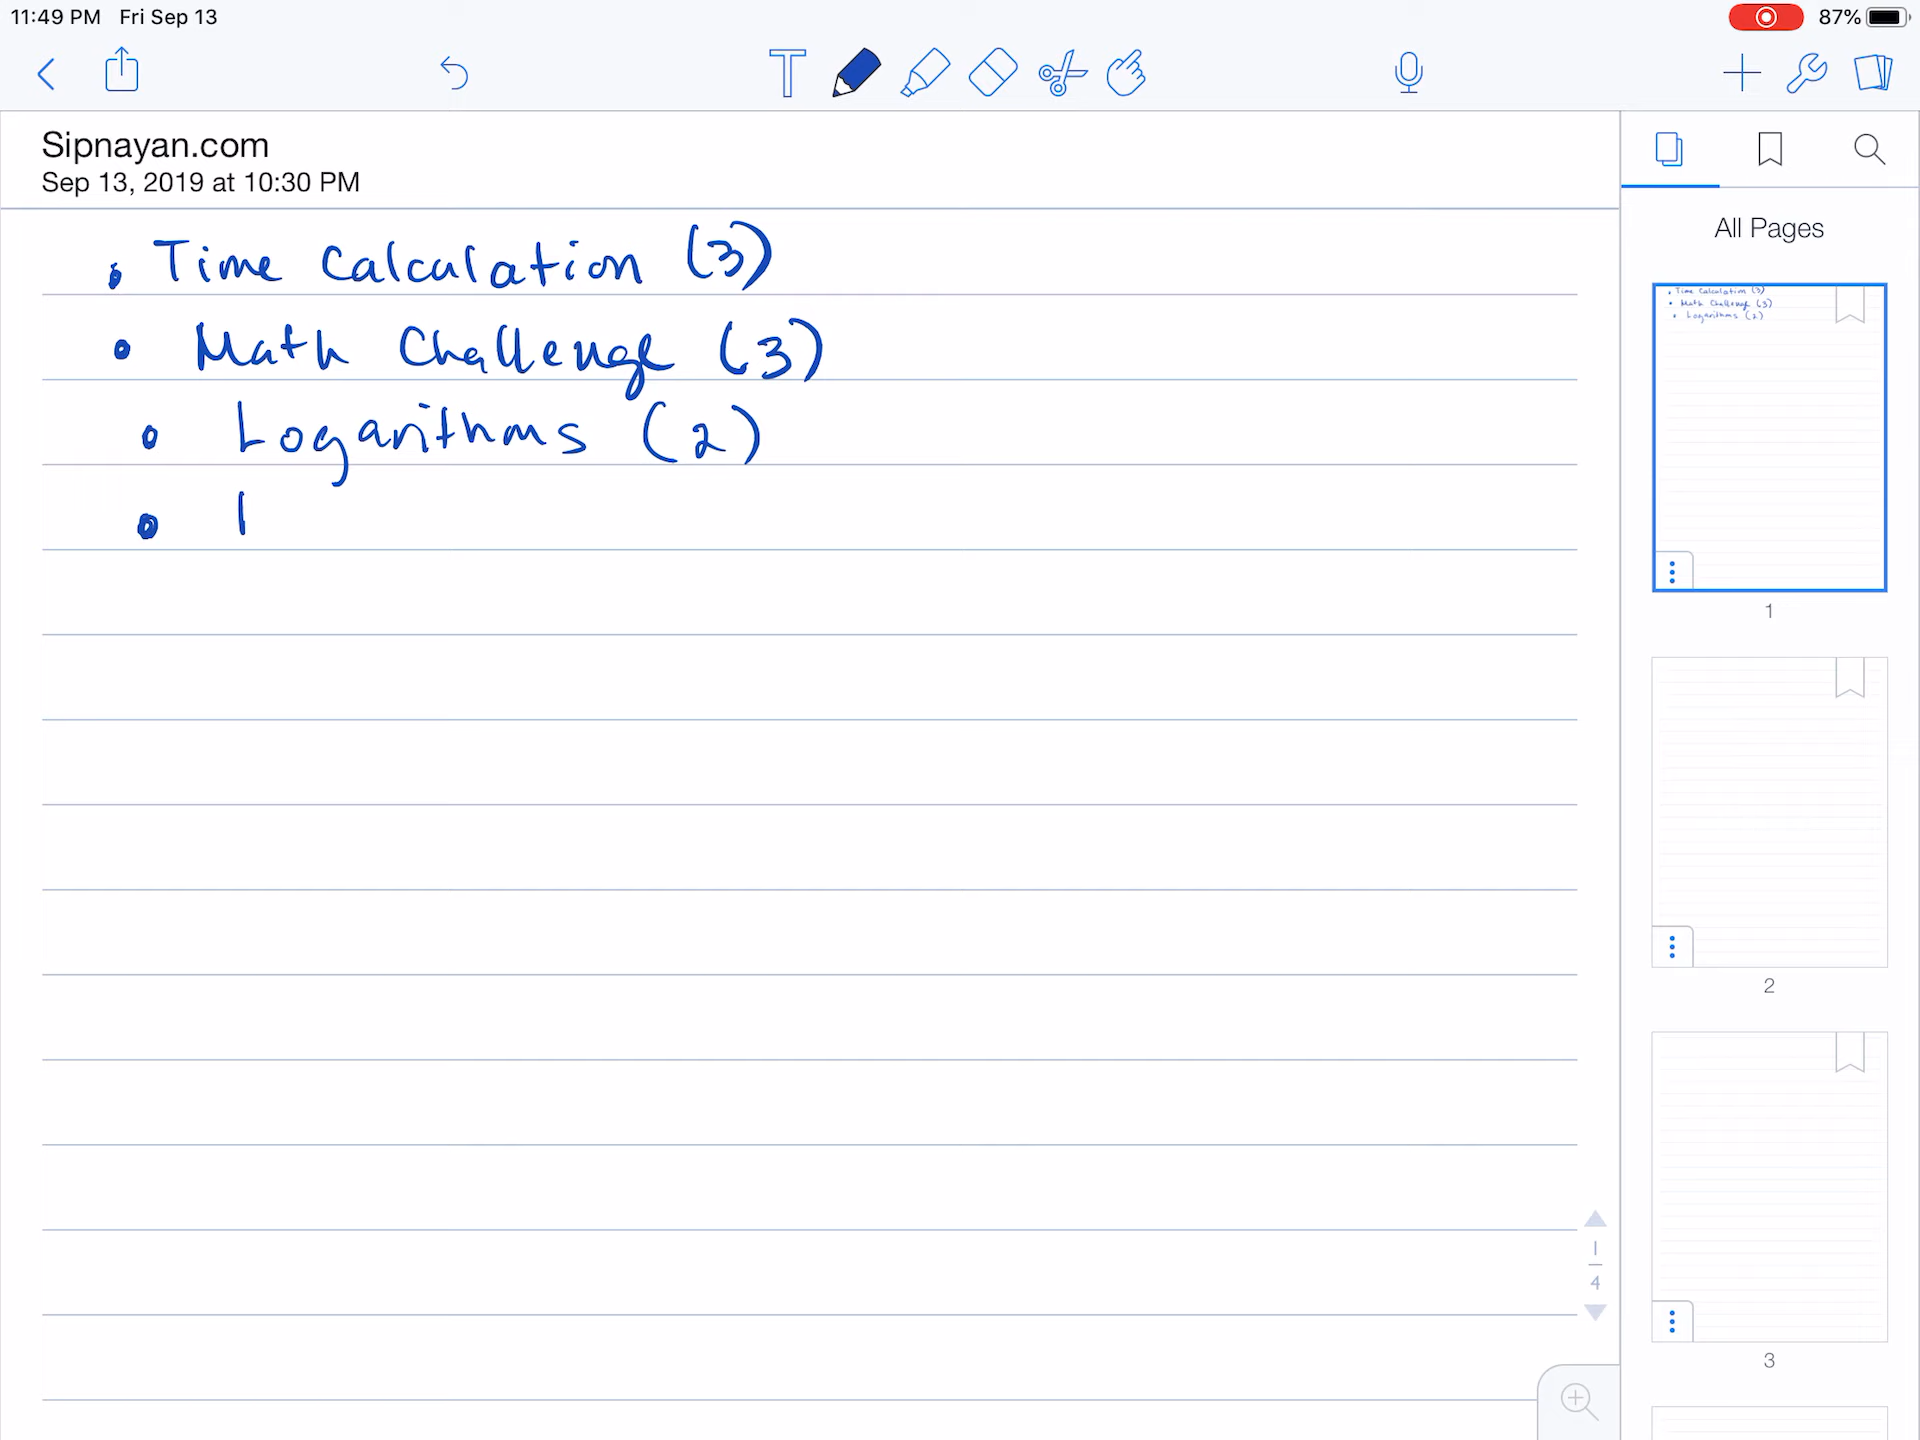 11:49 PM Fri Sep 13
87%
Sipnayan.com
Sep 13, 2019 at 10:30 PM
• Time Calculation (3)
• Math Challenge (3)
• Logarithms (2)
•
All Pages
1
2
3
1
4